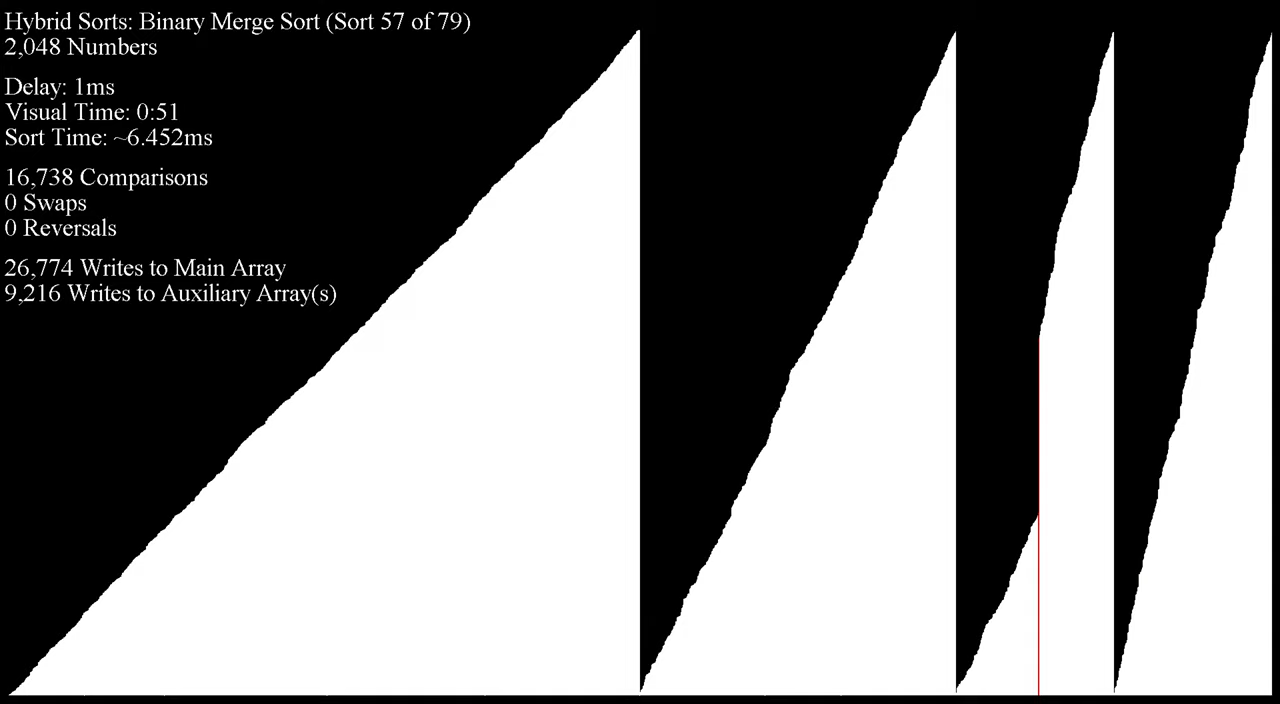 Hybrid Sorts: Binary Merge Sort (Sort 57 of 79)
2,048 Numbers
Delay: 1ms
Visual Time: 0:51
Sort Time: ~6.452ms
16,738 Comparisons
0 Swaps
0 Reversals
26,774 Writes to Main Array
9,216 Writes to Auxiliary Array(s)